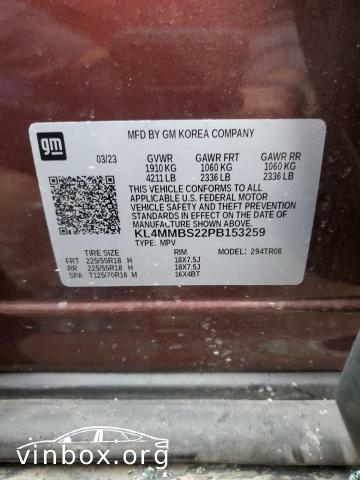 MFD BY GM KOREA COMPANY
gm
03/23 GVWR GAWR FRT GAWR RR
1910 KG 1060 KG 1060 KG
4211 LB 2336 LB 2336 LB
THIS VEHICLE CONFORMS TO ALL
APPLICABLE U.S. FEDERAL MOTOR
VEHICLE SAFETY AND THEFT
PREVENTION STANDARDS IN EFFECT
ON THE DATE OF MANUFACTURE
SHOWN ABOVE.
KL4MMBS22PB153259
TYPE: MPV
TIRE SIZE RIM MODEL: 294TR06
FRT 225/55R18 H 18X7.5J
RR 225/55R18 H 18X7.5J
SPA T125/70R16 M 16X4BT
vinbox.org